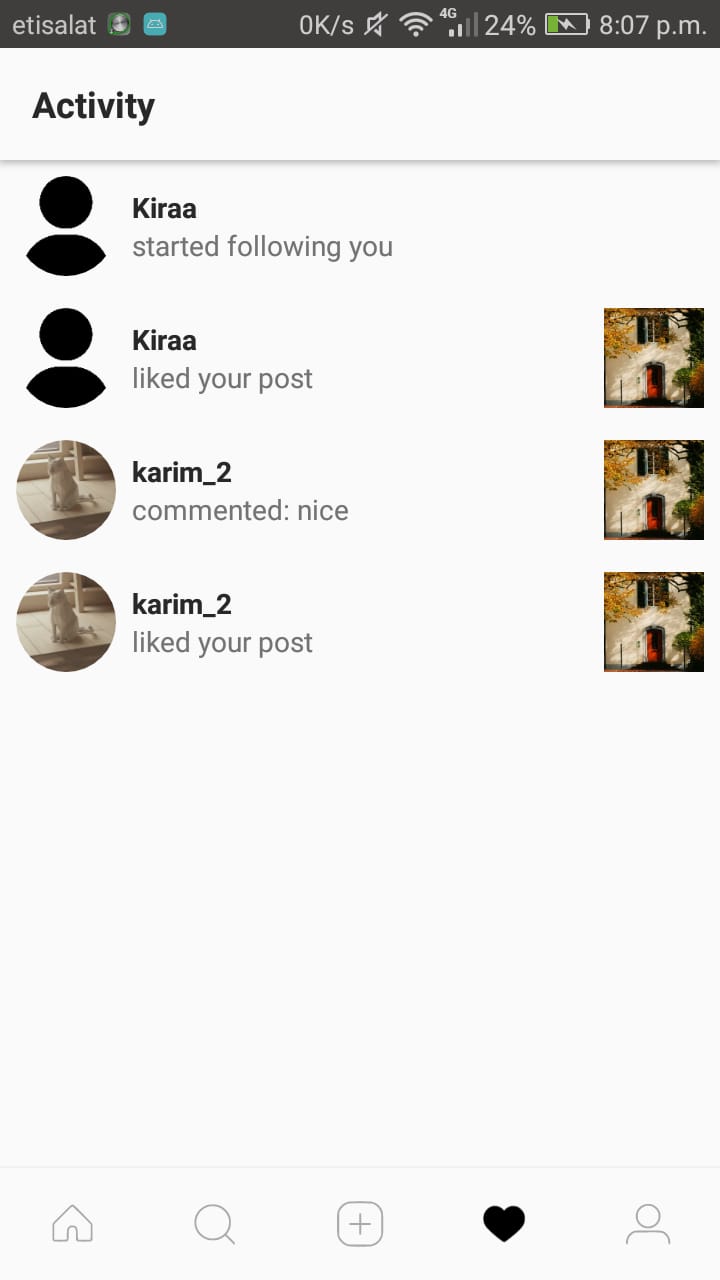 etisalat 0K/s 4G 24% 8:07 p.m.
Activity
Kiraa
started following you
Kiraa
liked your post
karim_2
commented: nice
karim_2
liked your post